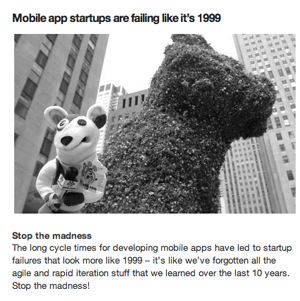 Mobile app startups are failing like it's 1999
Stop the madness
The long cycle times for developing mobile apps have led to startup
failures that look more like 1999 – it's like we've forgotten all the
agile and rapid iteration stuff that we learned over the last 10 years.
Stop the madness!